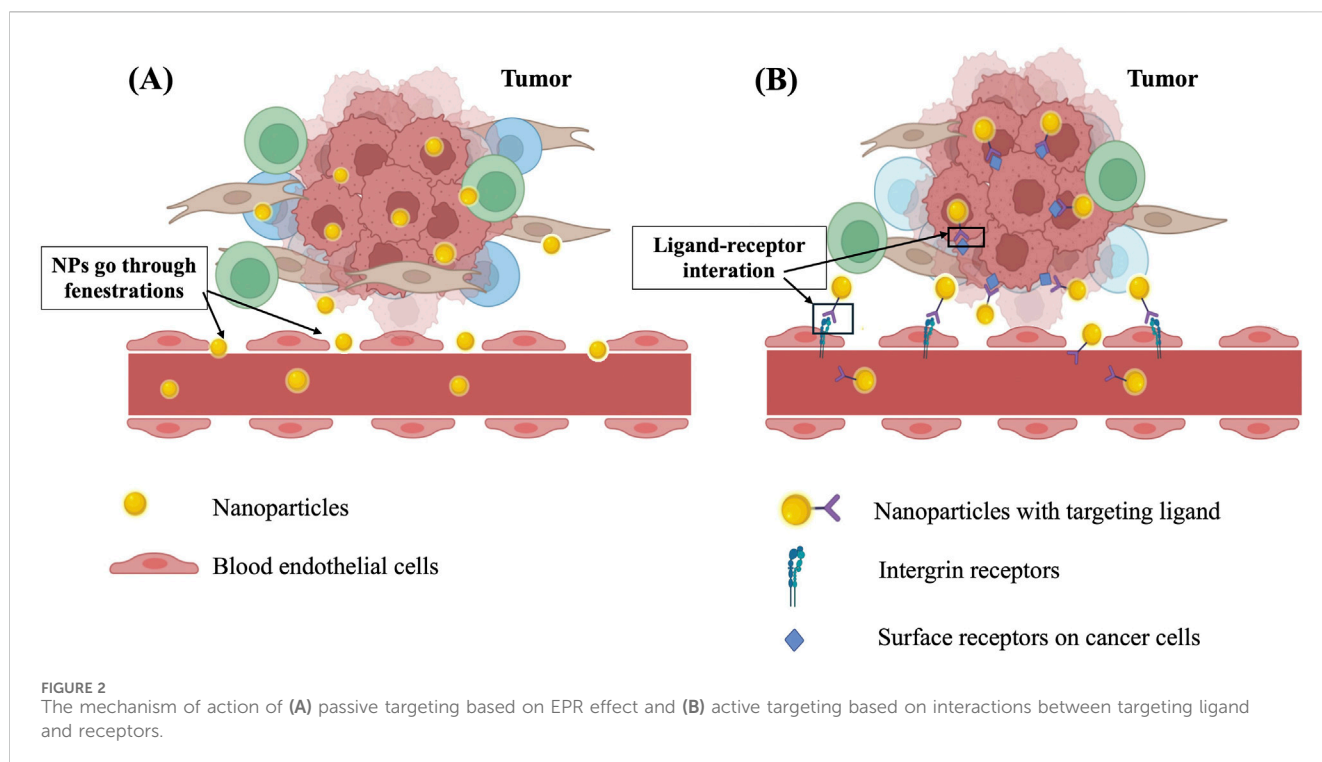 (A)
Tumor
NPs go through
fenestrations
Nanoparticles
Blood endothelial cells
(B)
Tumor
Ligand-receptor
interation
Nanoparticles with targeting ligand
Intergrin receptors
Surface receptors on cancer cells
FIGURE 2
The mechanism of action of (A) passive targeting based on EPR effect and (B) active targeting based on interactions between targeting ligand
and receptors.